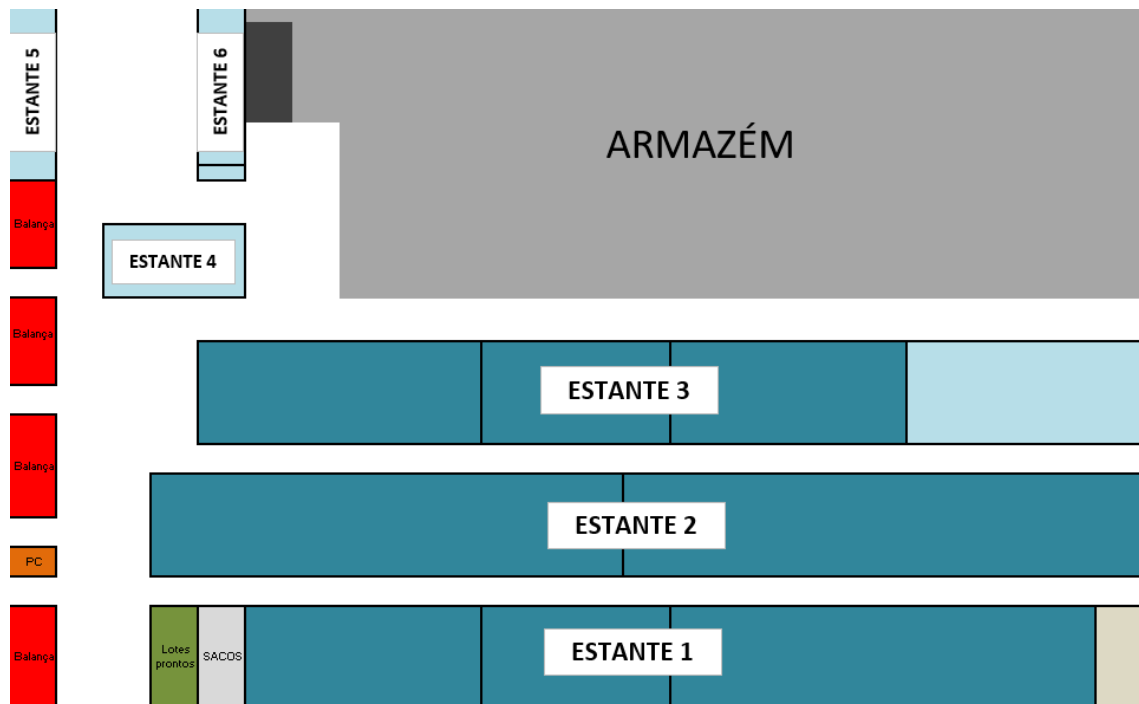 ESTANTE 5
ESTANTE 6
ARMAZÉM
Balança
ESTANTE 4
Balança
ESTANTE 3
Balança
ESTANTE 2
PC
Lotes
prontos
SACOS
ESTANTE 1
Balança